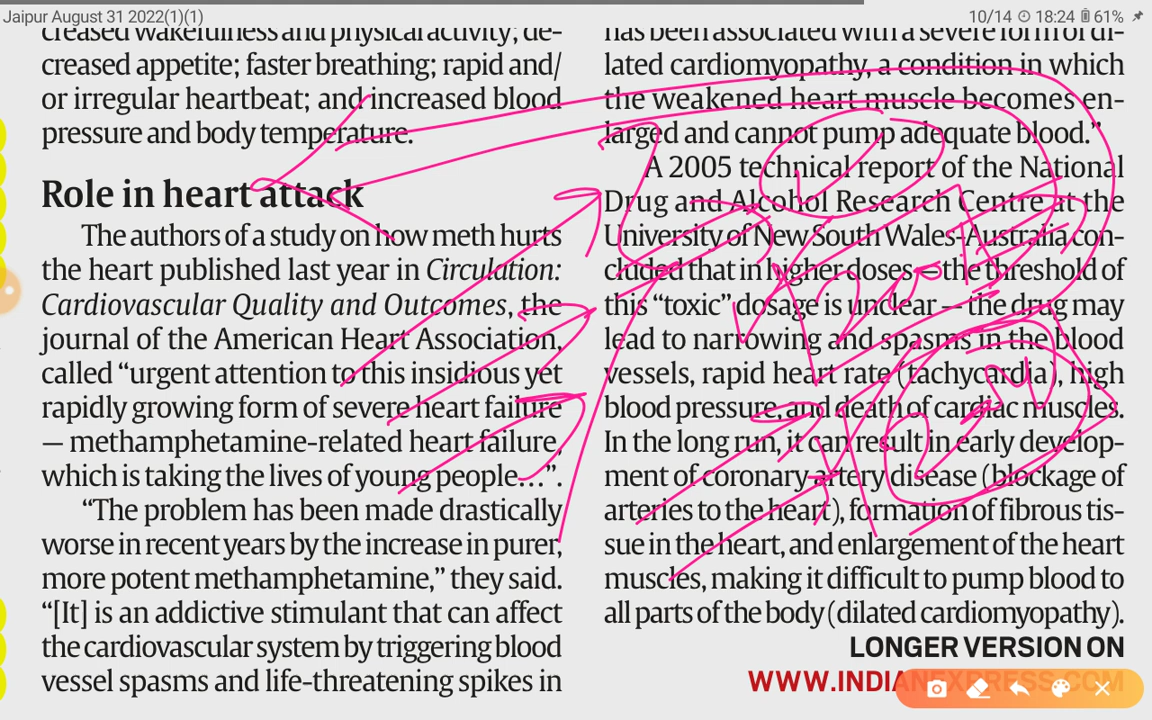 Jaipur August 31 2022(1)(1)
10/14 18:24 61%
creased wakefulness and physical activity; de-
creased appetite; faster breathing; rapid and/
or irregular heartbeat; and increased blood
pressure and body temperature.
Role in heart attack
The authors of a study on how meth hurts
the heart published last year in Circulation:
Cardiovascular Quality and Outcomes, the
journal of the American Heart Association,
called “urgent attention to this insidious yet
rapidly growing form of severe heart failure
— methamphetamine-related heart failure,
which is taking the lives of young people...”.
“The problem has been made drastically
worse in recent years by the increase in purer,
more potent methamphetamine,” they said.
“[It] is an addictive stimulant that can affect
the cardiovascular system by triggering blood
vessel spasms and life-threatening spikes in
has been associated with a severe form of di-
lated cardiomyopathy, a condition in which
the weakened heart muscle becomes en-
larged and cannot pump adequate blood.”
A 2005 technical report of the National
Drug and Alcohol Research Centre at the
University of New South Wales-Australia con-
cluded that in higher doses — the threshold of
this “toxic” dosage is unclear — the drug may
lead to narrowing and spasms in the blood
vessels, rapid heart rate (tachycardia), high
blood pressure, and death of cardiac muscles.
In the long run, it can result in early develop-
ment of coronary artery disease (blockage of
arteries to the heart), formation of fibrous tis-
sue in the heart, and enlargement of the heart
muscles, making it difficult to pump blood to
all parts of the body (dilated cardiomyopathy).
LONGER VERSION ON
WWW.INDIANEXPRESS.COM